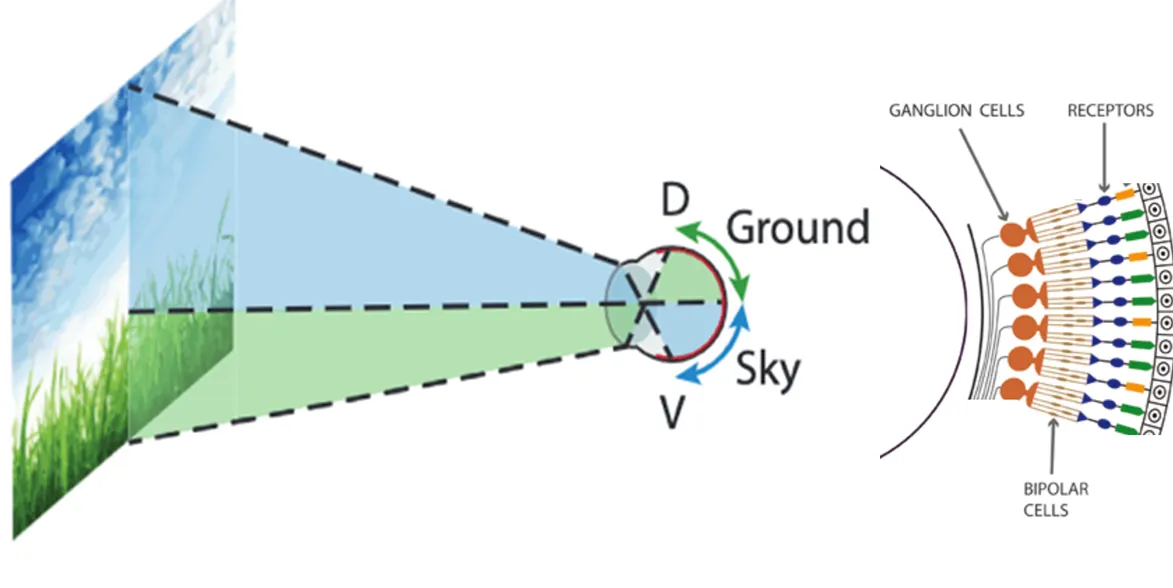 D
Ground
Sky
V
GANGLION CELLS
RECEPTORS
BIPOLAR
CELLS